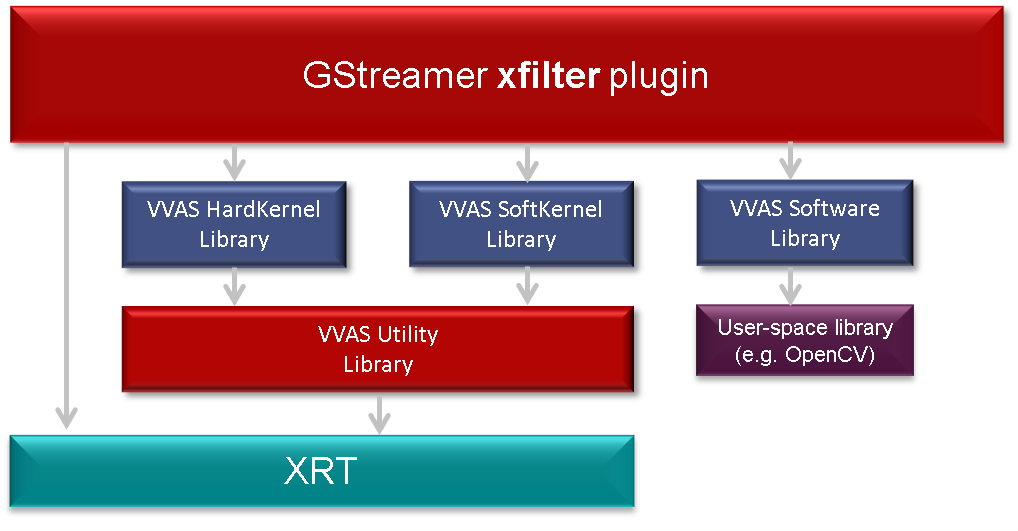 GStreamer xfilter plugin
VVAS HardKernel
Library
VVAS SoftKernel
Library
VVAS Software
Library
VVAS Utility
Library
User-space library
(e.g. OpenCV)
XRT